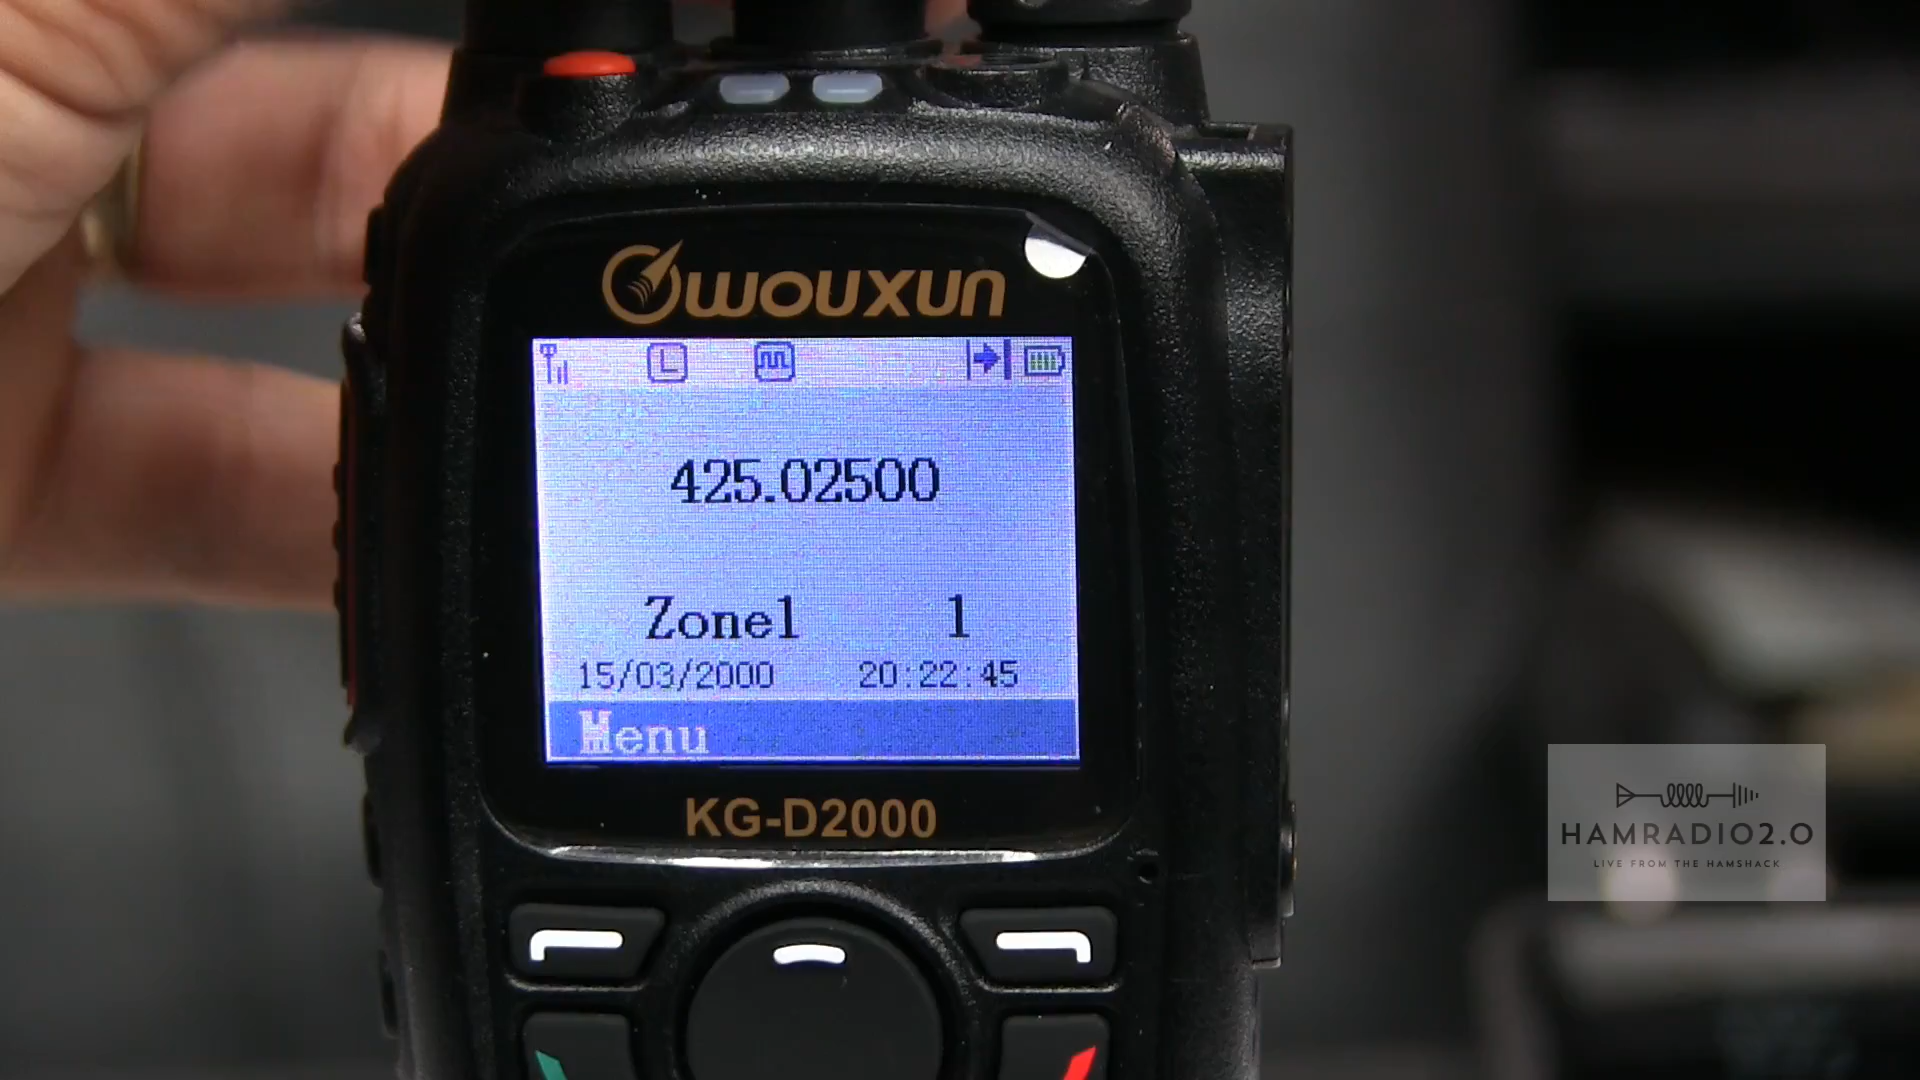 WOUXUN
L
425.02500
Zone1 1
15/03/2000 20:22:45
Menu
KG-D2000
HAMRADIO2.0
LIVE FROM THE HAMSHACK